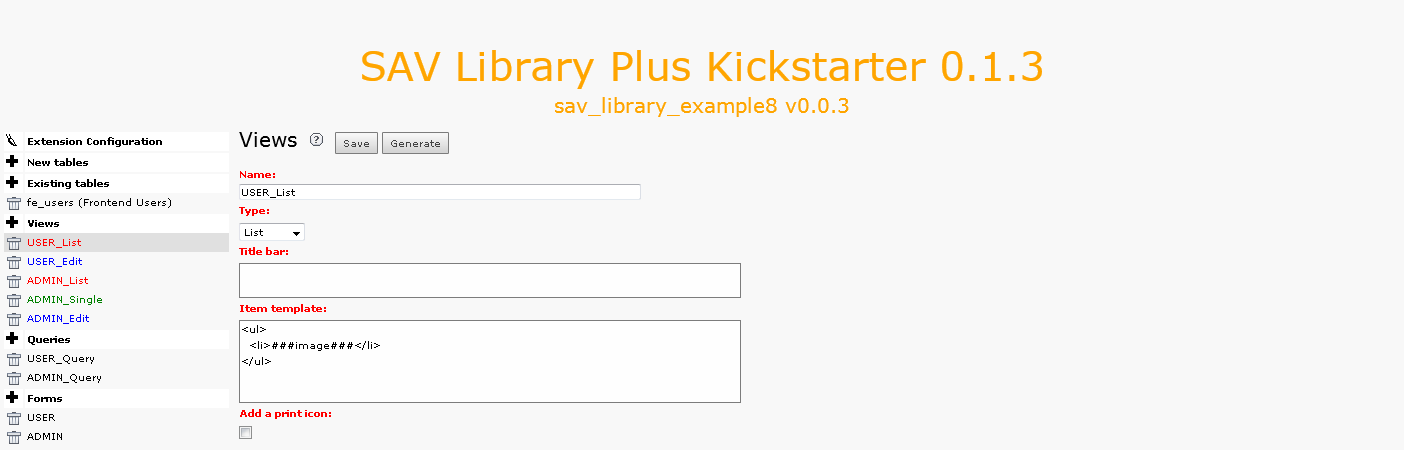 SAV Library Plus Kickstarter 0.1.3
sav_library_example8 v0.0.3
Extension Configuration
New tables
Existing tables
fe_users (Frontend Users)
Views
USER_List
USER_Edit
ADMIN_List
ADMIN_Single
ADMIN_Edit
Queries
USER_Query
ADMIN_Query
Forms
USER
ADMIN
Views ? Save Generate
Name:
USER_List
Type:
List
Title bar:
Item template:
<ul>
<li>###image###</li>
</ul>
Add a print icon: